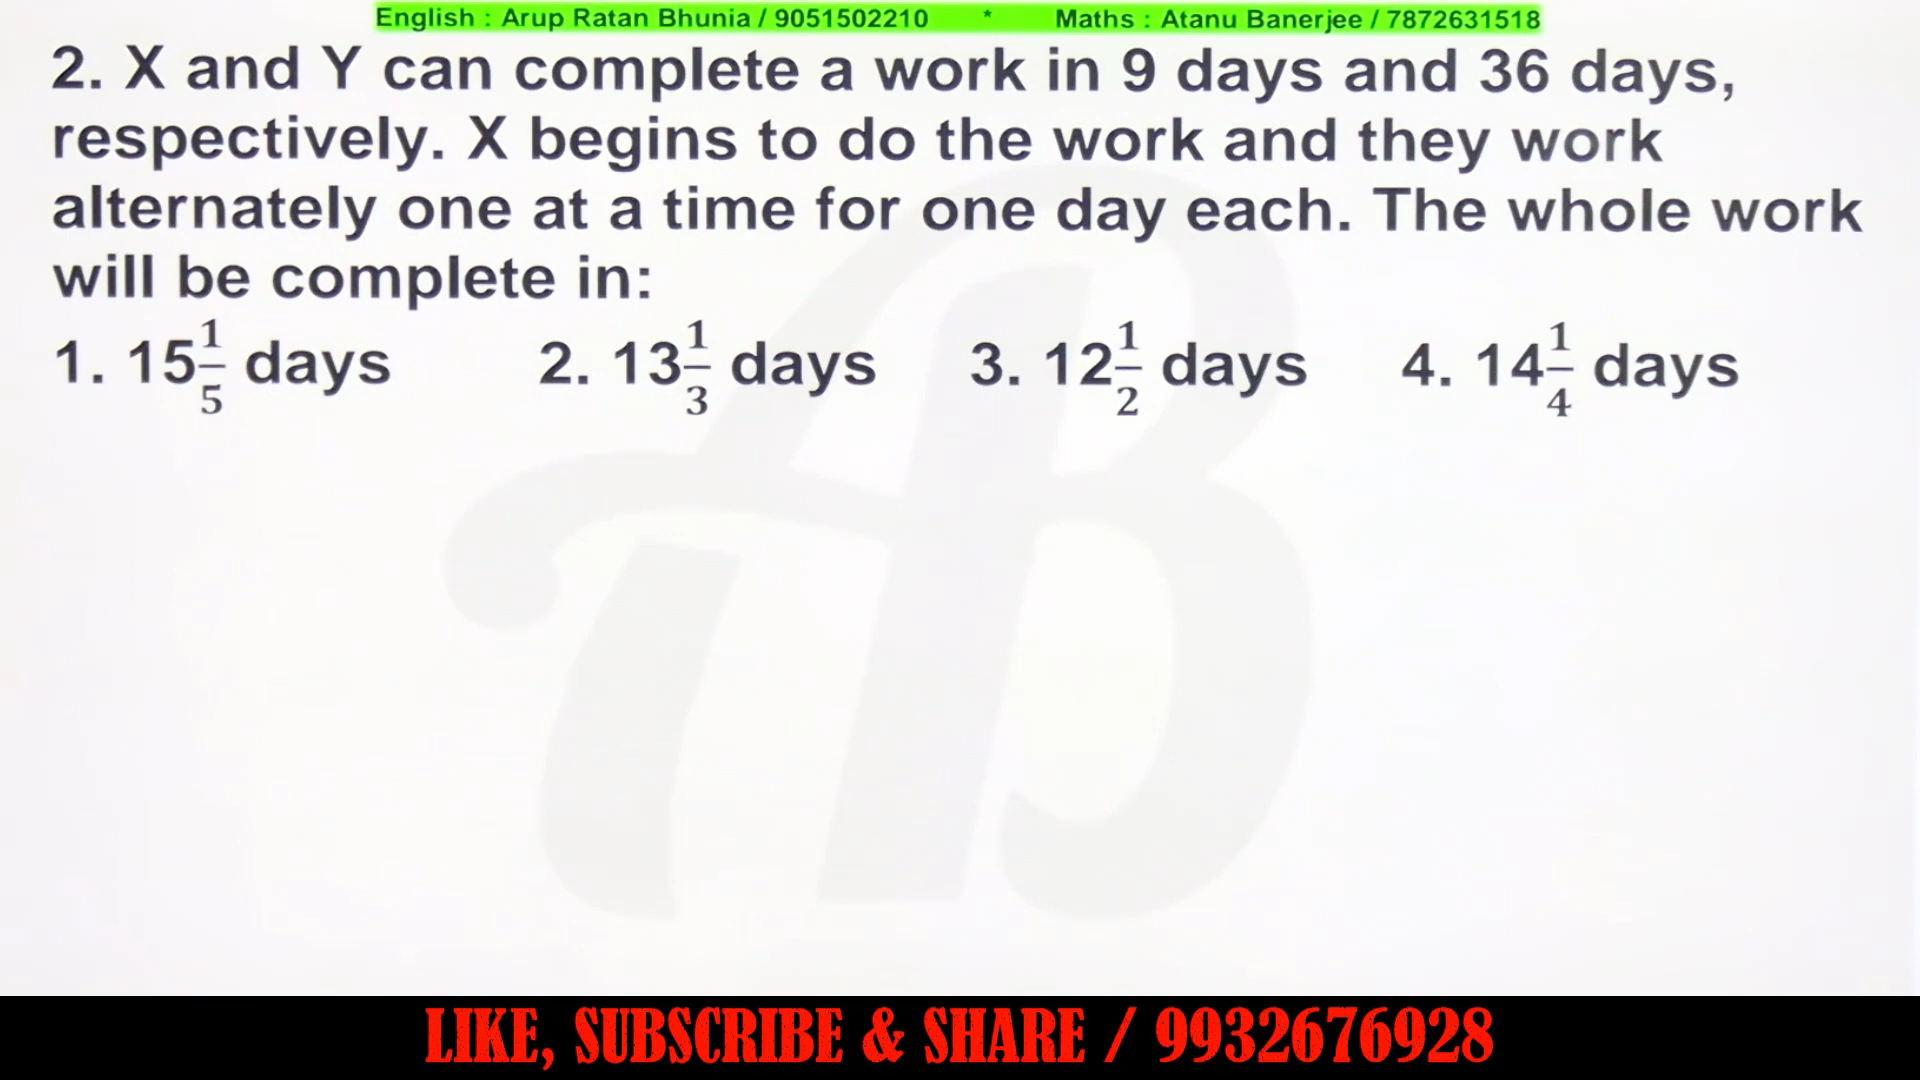 English : Arup Ratan Bhunia / 9051502210 * Maths : Atanu Banerjee / 7872631518
2. X and Y can complete a work in 9 days and 36 days,
respectively. X begins to do the work and they work
alternately one at a time for one day each. The whole work
will be complete in:
1. 15 1/5 days 2. 13 1/3 days 3. 12 1/2 days 4. 14 1/4 days
LIKE, SUBSCRIBE & SHARE / 9932676928